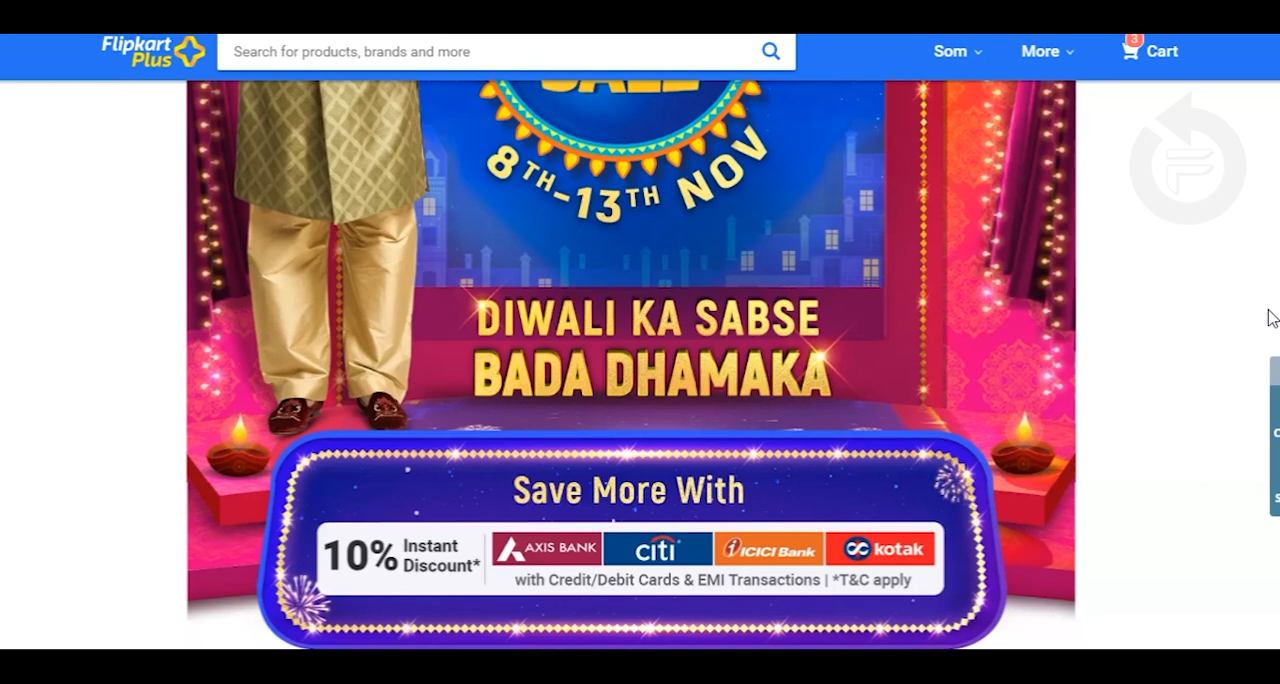 Flipkart
Plus
Search for products, brands and more
Som
More
3
Cart
SALE
8TH-13TH NOV
DIWALI KA SABSE
BADA DHAMAKA
Save More With
10% Instant
Discount*
AXIS BANK
citi
ICICI Bank
kotak
with Credit/Debit Cards & EMI Transactions | *T&C apply